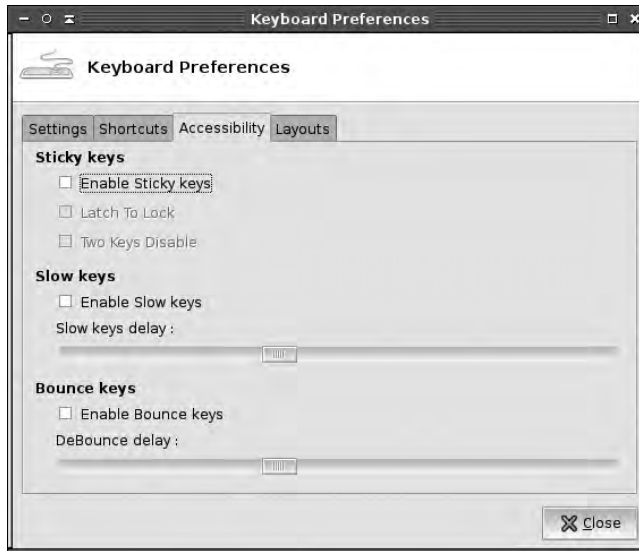 Keyboard Preferences
Keyboard Preferences
Settings Shortcuts Accessibility Layouts
Sticky keys
Enable Sticky keys
Latch To Lock
Two Keys Disable
Slow keys
Enable Slow keys
Slow keys delay :
Bounce keys
Enable Bounce keys
DeBounce delay :
Close